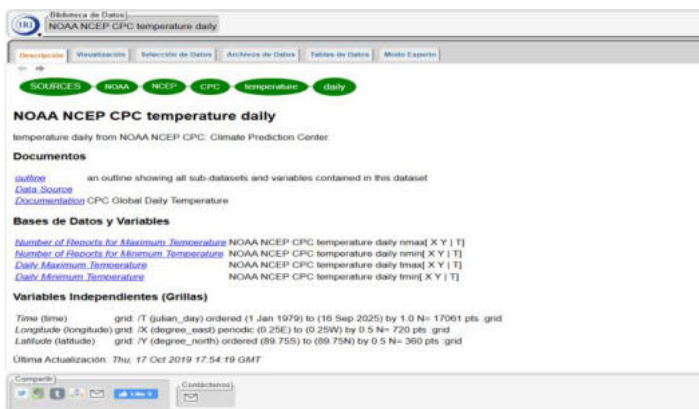 IRI
Biblioteca de Datos
NOAA NCEP CPC temperature daily
Descripción Visualización Selección de Datos Archivos de Datos Tablas de Datos Modo Experto
SOURCES NOAA NCEP CPC temperature daily
NOAA NCEP CPC temperature daily
temperature daily from NOAA NCEP CPC: Climate Prediction Center.
Documentos
outline an outline showing all sub-datasets and variables contained in this dataset
Data Source
Documentation CPC Global Daily Temperature
Bases de Datos y Variables
Number of Reports for Maximum Temperature NOAA NCEP CPC temperature daily nmax[ X Y | T]
Number of Reports for Minimum Temperature NOAA NCEP CPC temperature daily nmin[ X Y | T]
Daily Maximum Temperature NOAA NCEP CPC temperature daily tmax[ X Y | T]
Daily Minimum Temperature NOAA NCEP CPC temperature daily tmin[ X Y | T]
Variables Independientes (Grillas)
Time (time) grid: /T (julian_day) ordered (1 Jan 1979) to (16 Sep 2025) by 1.0 N= 17061 pts :grid
Longitude (longitude) grid: /X (degree_east) periodic (0.25E) to (0.25W) by 0.5 N= 720 pts :grid
Latitude (latitude) grid: /Y (degree_north) ordered (89.75S) to (89.75N) by 0.5 N= 360 pts :grid
Última Actualización: Thu, 17 Oct 2019 17:54:19 GMT
Compartir
Contáctenos